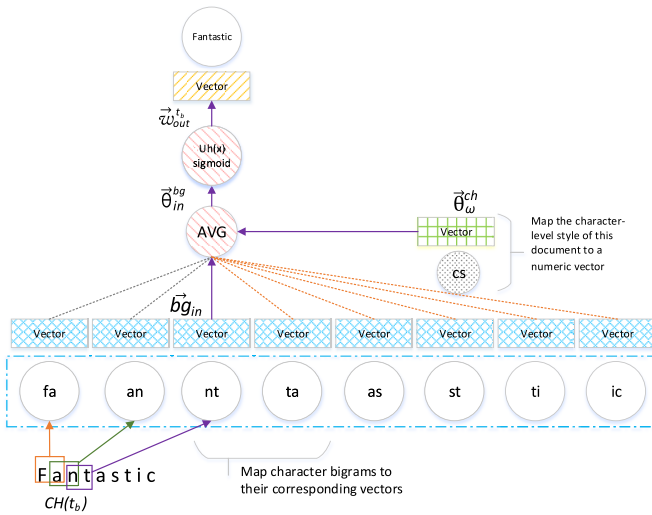 Fantastic
Vector
w⃗_out^{t_b}
Uh(x)
sigmoid
θ⃗_in^{bg}
θ⃗_ω^{ch}
AVG
Vector
cs
Map the character-
level style of this
document to a
numeric vector
bg⃗_in
Vector Vector Vector Vector Vector Vector Vector Vector
fa an nt ta as st ti ic
Fantastic
CH(t_b)
Map character bigrams to
their corresponding vectors